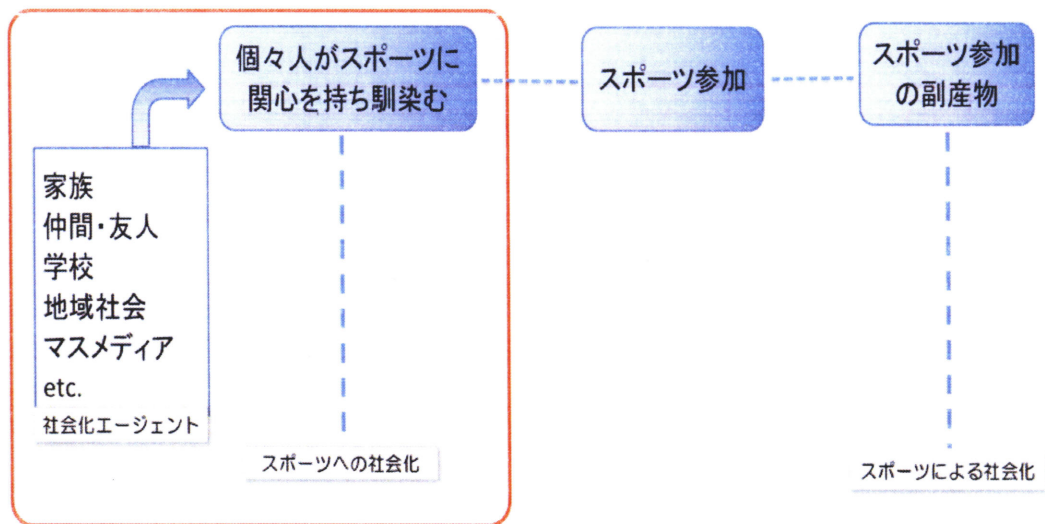 個々人がスポーツに
関心を持ち馴染む
スポーツ参加
スポーツ参加
の副産物
家族
仲間・友人
学校
地域社会
マスメディア
etc.
社会化エージェント
スポーツへの社会化
スポーツによる社会化